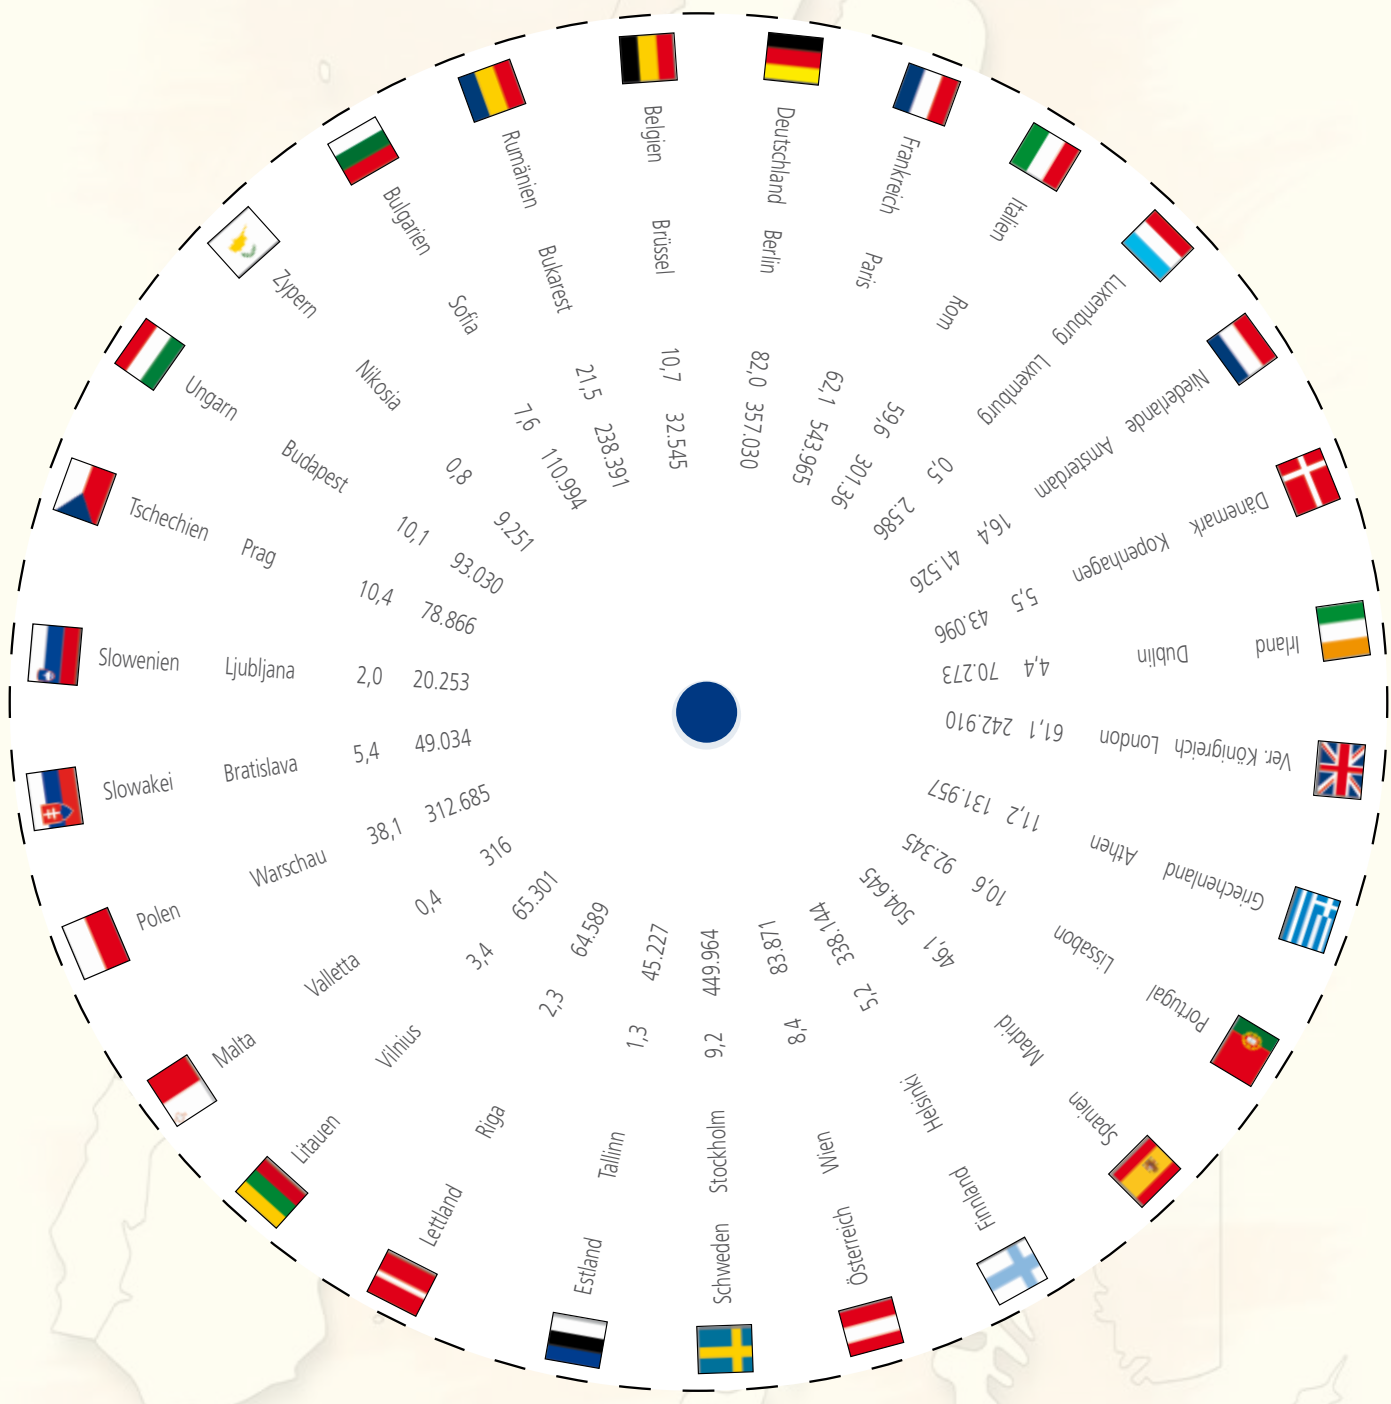 Belgien Brüssel 10,7 32.545
Deutschland Berlin 82,0 357.030
Frankreich Paris 62,1 543.965
Italien Rom 59,6 301.36
Luxemburg Luxemburg 0,5 2.586
Niederlande Amsterdam 16,4 41.526
Dänemark Kopenhagen 5,5 43.096
Irland Dublin 4,4 70.273
Ver. Königreich London 61,1 242.910
Griechenland Athen 11,2 131.957
Portugal Lissabon 10,6 92.345
Spanien Madrid 46,1 504.645
Finnland Helsinki 5,2 338.144
Österreich Wien 8,4 83.871
Schweden Stockholm 9,2 449.964
Estland Tallinn 1,3 45.227
Lettland Riga 2,3 64.589
Litauen Vilnius 3,4 65.301
Malta Valletta 0,4 316
Polen Warschau 38,1 312.685
Slowakei Bratislava 5,4 49.034
Slowenien Ljubljana 2,0 20.253
Tschechien Prag 10,4 78.866
Ungarn Budapest 10,1 93.030
Zypern Nikosia 0,8 9.251
Bulgarien Sofia 7,6 110.994
Rumänien Bukarest 21,5 238.391